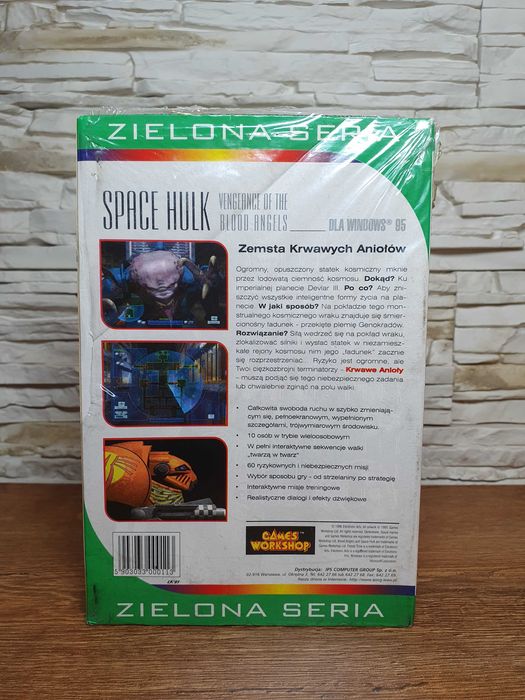 ZIELONA SERIA
SPACE HULK
VENGEANCE OF THE
BLOOD ANGELS
DLA WINDOWS® 95
Zemsta Krwawych Aniołów
Ogromny, opuszczony statek kosmiczny mknie
przez lodowatą ciemność kosmosu. Dokąd? Ku
imperialnej planecie Devlar III. Po co? Aby zni-
szczyć wszystkie inteligentne formy życia na pla-
necie. W jaki sposób? Na pokładzie tego mon-
strualnego kosmicznego wraku znajduje się śmier-
cionośny ładunek - przeklęte plemię Genokradów.
Rozwiązanie? Siłą wedrzeć się na pokład wraku,
zlokalizować silniki i wysłać statek w niezamiesz-
kałe rejony kosmosu nim jego „ładunek” zacznie
się rozprzestrzeniać... Ryzyko jest ogromne, ale
Twoi ciężkozbrojni terminatorzy – Krwawe Anioły
– muszą podjąć się tego niebezpiecznego zadania
lub chwalebnie zginąć na polu walki.
• Całkowita swoboda ruchu w szybko zmieniają-
cym się, pełnoekranowym, wypełnionym
szczegółami, trójwymiarowym środowisku.
• 10 osób w trybie wieloosobowym
• W pełni interaktywne sekwencje walki
„twarzą w twarz”
• 60 ryzykownych i niebezpiecznych misji
• Wybór sposobu gry - od strzelaniny po strategię
• Interaktywne misje treningowe
• Realistyczne dialogi i efekty dźwiękowe
GAMES
WORKSHOP
Dystrybucja: JPS COMPUTER GROUP Sp. z o.o.
ZIELONA SERIA